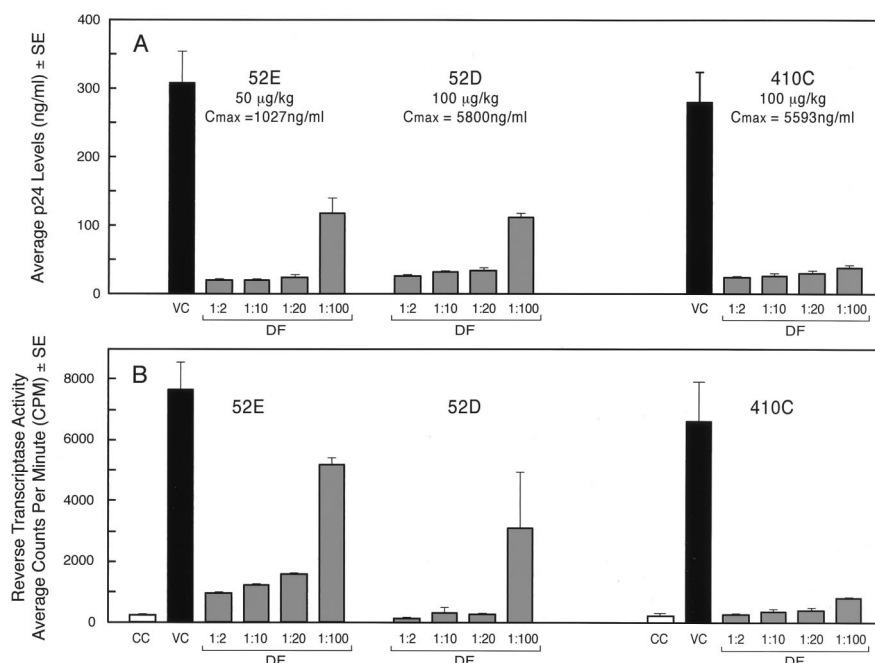 Average p24 Levels (ng/ml) ± SE
400
300
200
100
0
A
52E
50 µg/kg
Cmax =1027ng/ml
52D
100 µg/kg
Cmax = 5800ng/ml
410C
100 µg/kg
Cmax = 5593ng/ml
VC 1:2 1:10 1:20 1:100 1:2 1:10 1:20 1:100 VC 1:2 1:10 1:20 1:100
DF DF DF
Reverse Transcriptase Activity
Average Counts Per Minute (CPM) ± SE
8000
6000
4000
2000
0
B
52E 52D 410C
CC VC 1:2 1:10 1:20 1:100 1:2 1:10 1:20 1:100 CC VC 1:2 1:10 1:20 1:100
DF DF DF